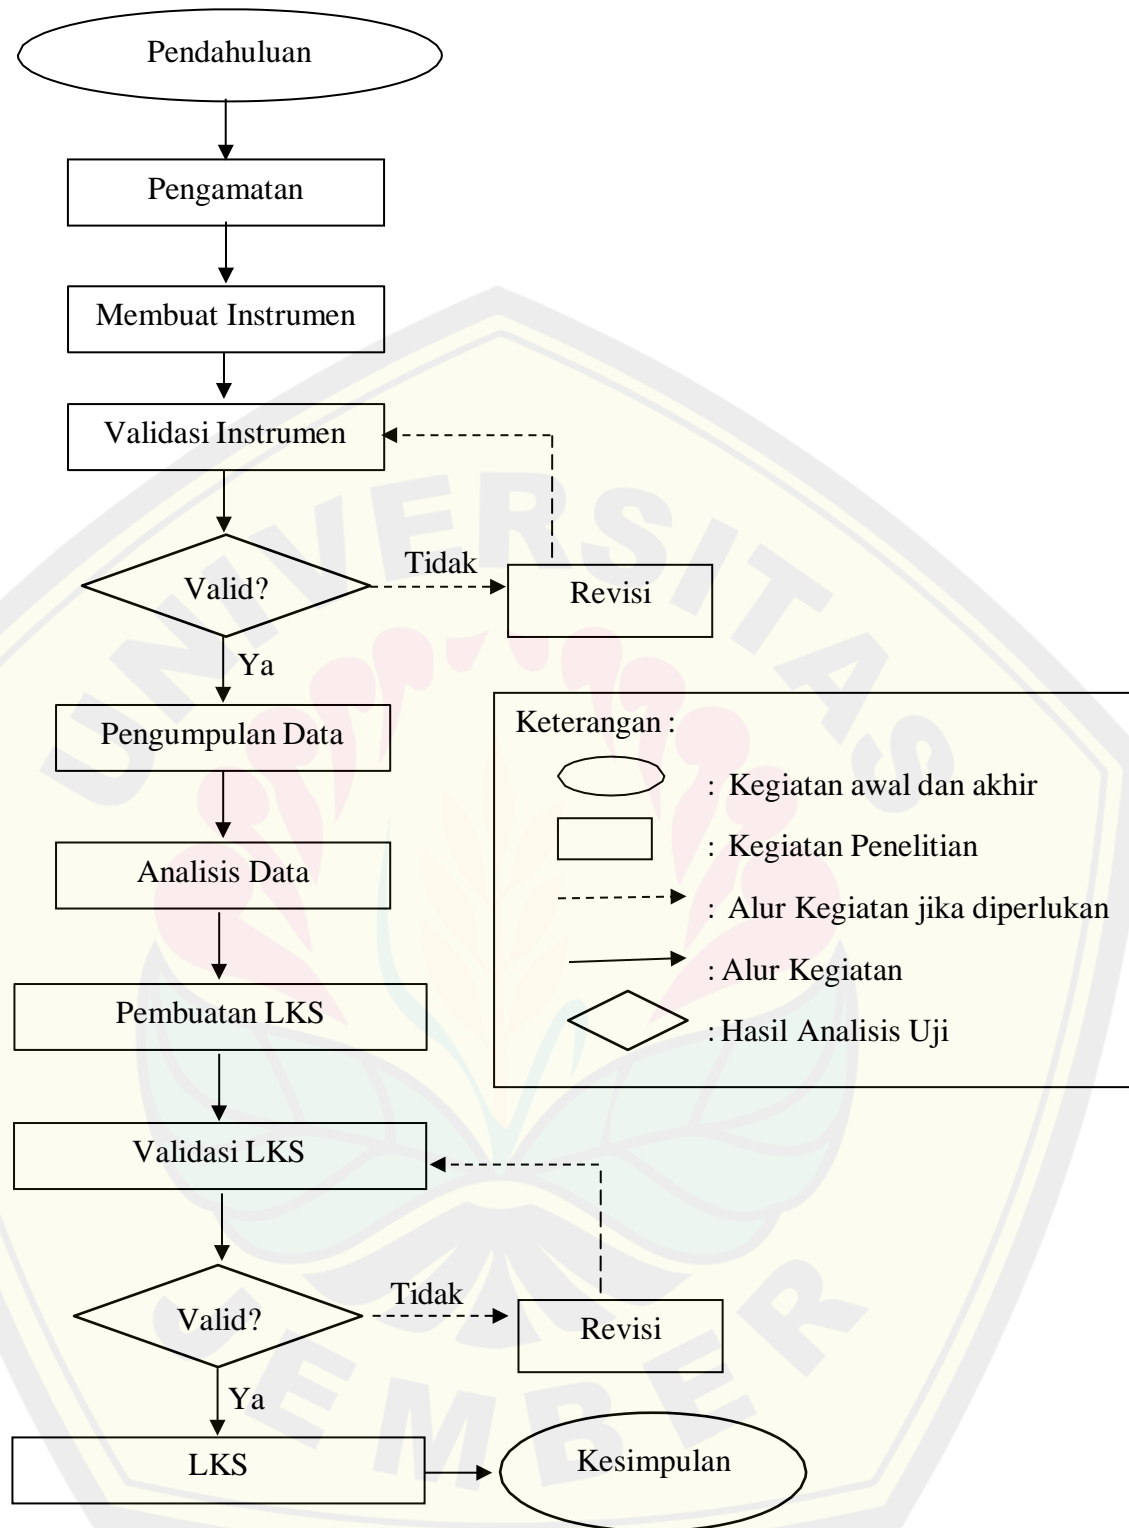 Pendahuluan
Pengamatan
Membuat Instrumen
Validasi Instrumen
Valid?
Tidak
Revisi
Ya
Pengumpulan Data
Analisis Data
Pembuatan LKS
Validasi LKS
Valid?
Tidak
Revisi
Ya
LKS
Kesimpulan
Keterangan :
: Kegiatan awal dan akhir
: Kegiatan Penelitian
: Alur Kegiatan jika diperlukan
: Alur Kegiatan
: Hasil Analisis Uji
UNIVERSITAS
JEMBER